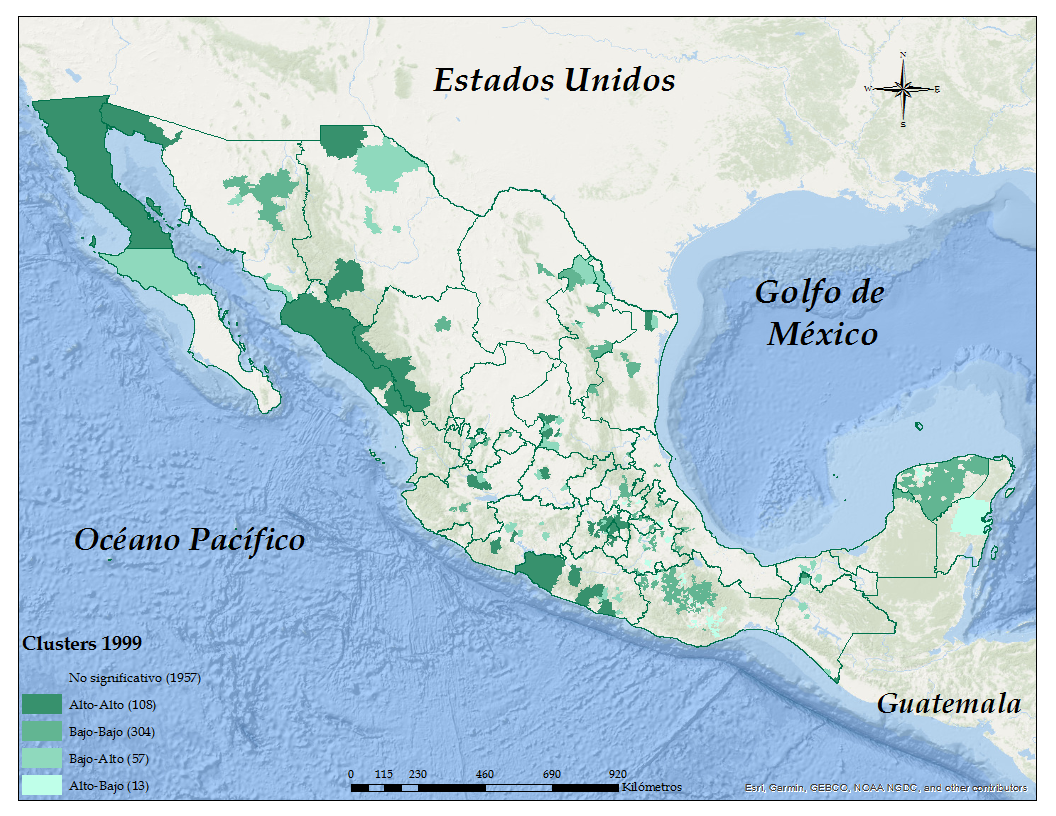 Estados Unidos
N
W
E
S
Golfo de
México
Océano Pacífico
Guatemala
Clusters 1999
No significativo (1957)
Alto-Alto (108)
Bajo-Bajo (304)
Bajo-Alto (57)
Alto-Bajo (13)
0 115 230 460 690 920
Kilómetros
Esri, Garmin, GEBCO, NOAA NGDC, and other contributors